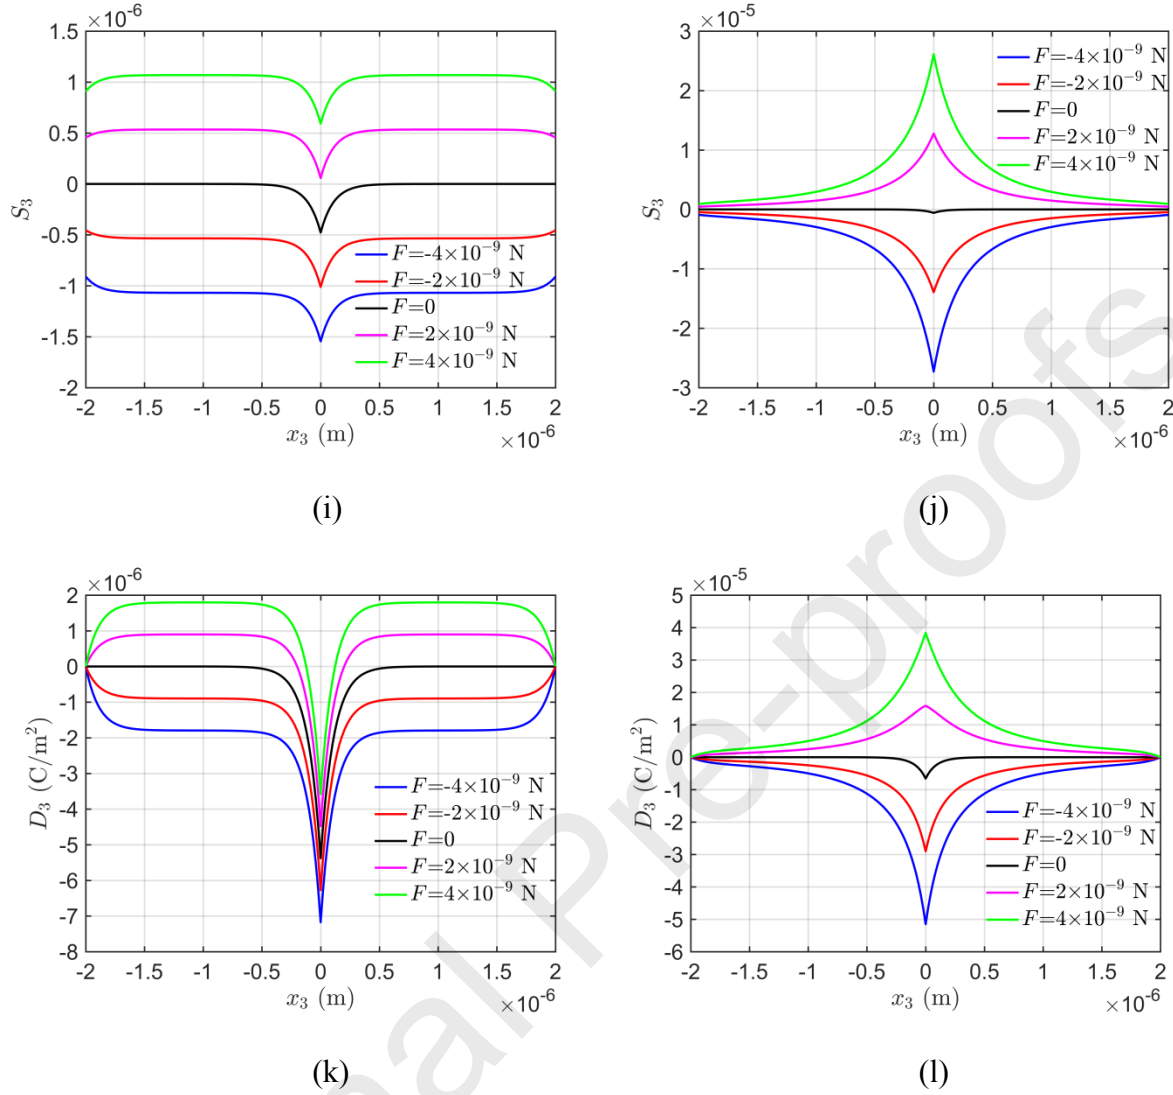 ×10⁻⁶
1.5
1
0.5
0
-0.5
-1
-1.5
-2
S₃
F=-4×10⁻⁹ N
F=-2×10⁻⁹ N
F=0
F=2×10⁻⁹ N
F=4×10⁻⁹ N
-2 -1.5 -1 -0.5 0 0.5 1 1.5 2
x₃ (m)
×10⁻⁶
(i)
×10⁻⁵
3
2
1
0
-1
-2
-3
S₃
F=-4×10⁻⁹ N
F=-2×10⁻⁹ N
F=0
F=2×10⁻⁹ N
F=4×10⁻⁹ N
-2 -1.5 -1 -0.5 0 0.5 1 1.5 2
x₃ (m)
×10⁻⁶
(j)
×10⁻⁶
2
1
0
-1
-2
-3
-4
-5
-6
-7
-8
D₃ (C/m²)
F=-4×10⁻⁹ N
F=-2×10⁻⁹ N
F=0
F=2×10⁻⁹ N
F=4×10⁻⁹ N
-2 -1.5 -1 -0.5 0 0.5 1 1.5 2
x₃ (m)
×10⁻⁶
(k)
×10⁻⁵
5
4
3
2
1
0
-1
-2
-3
-4
-5
-6
D₃ (C/m²)
F=-4×10⁻⁹ N
F=-2×10⁻⁹ N
F=0
F=2×10⁻⁹ N
F=4×10⁻⁹ N
-2 -1.5 -1 -0.5 0 0.5 1 1.5 2
x₃ (m)
×10⁻⁶
(l)
nal Pre-proofs